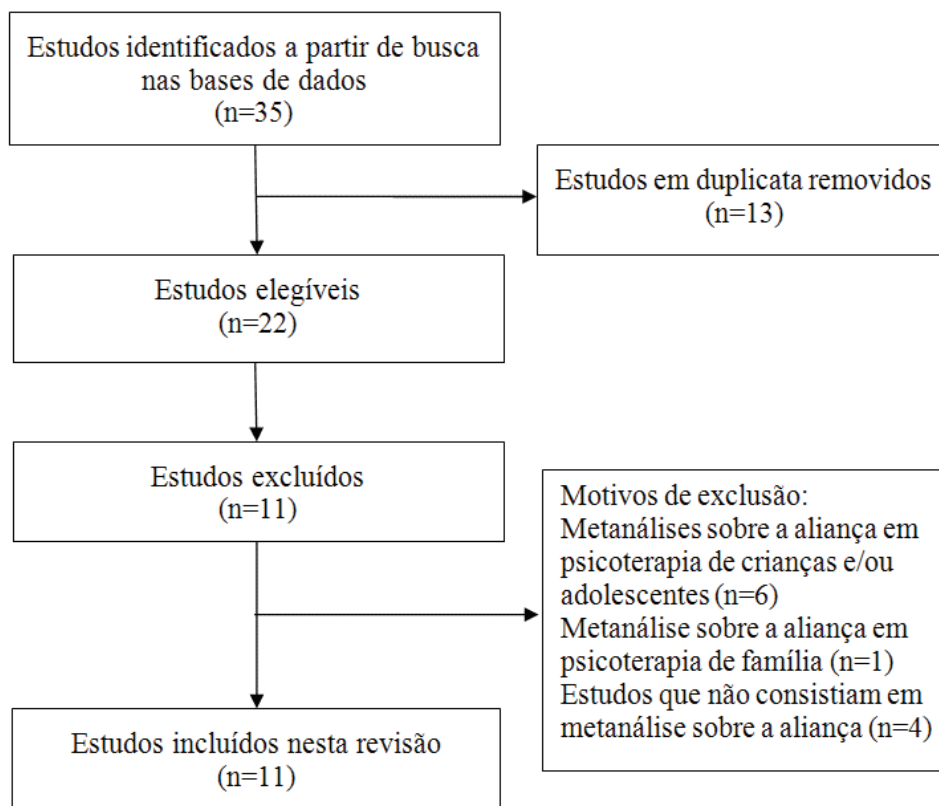 Estudos identificados a partir de busca
nas bases de dados
(n=35)
Estudos em duplicata removidos
(n=13)
Estudos elegíveis
(n=22)
Estudos excluídos
(n=11)
Motivos de exclusão:
Metanálises sobre a aliança em
psicoterapia de crianças e/ou
adolescentes (n=6)
Metanálise sobre a aliança em
psicoterapia de família (n=1)
Estudos que não consistiam em
metanálise sobre a aliança (n=4)
Estudos incluídos nesta revisão
(n=11)